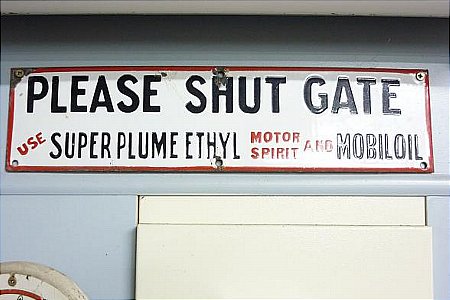 PLEASE SHUT GATE
USE SUPER PLUME ETHYL MOTOR SPIRIT AND MOBILOIL